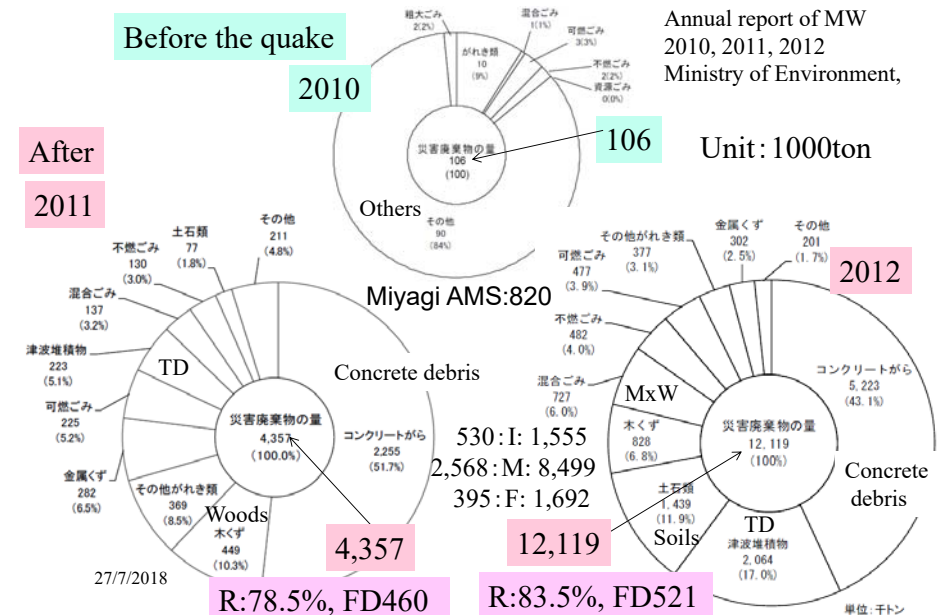 Before the quake
2010
Annual report of MW
2010, 2011, 2012
Ministry of Environment,
粗大ごみ
2(2%)
がれき類
10
(9%)
混合ごみ
1(1%)
可燃ごみ
3(3%)
不燃ごみ
2(2%)
資源ごみ
0(0%)
災害廃棄物の量
106
(100)
106
Unit：1000ton
Others
その他
90
(84%)
Miyagi AMS:820
After
2011
その他
211
(4.8%)
土石類
77
(1.8%)
不燃ごみ
130
(3.0%)
混合ごみ
137
(3.2%)
津波堆積物
223
(5.1%)
TD
可燃ごみ
225
(5.2%)
金属くず
282
(6.5%)
その他がれき類
369
(8.5%)
Woods
木くず
449
(10.3%)
Concrete debris
コンクリートがら
2,255
(51.7%)
災害廃棄物の量
4,357
(100.0%)
4,357
R:78.5%, FD460
27/7/2018
530：I: 1,555
2,568：M: 8,499
395：F: 1,692
2012
その他
201
(1.7%)
金属くず
302
(2.5%)
その他がれき類
377
(3.1%)
可燃ごみ
477
(3.9%)
不燃ごみ
482
(4.0%)
混合ごみ
727
(6.0%)
MxW
木くず
828
(6.8%)
土石類
1,439
(11.9%)
Soils
TD
津波堆積物
2,064
(17.0%)
コンクリートがら
5,223
(43.1%)
Concrete
debris
災害廃棄物の量
12,119
(100%)
12,119
R:83.5%, FD521
単位：千トン